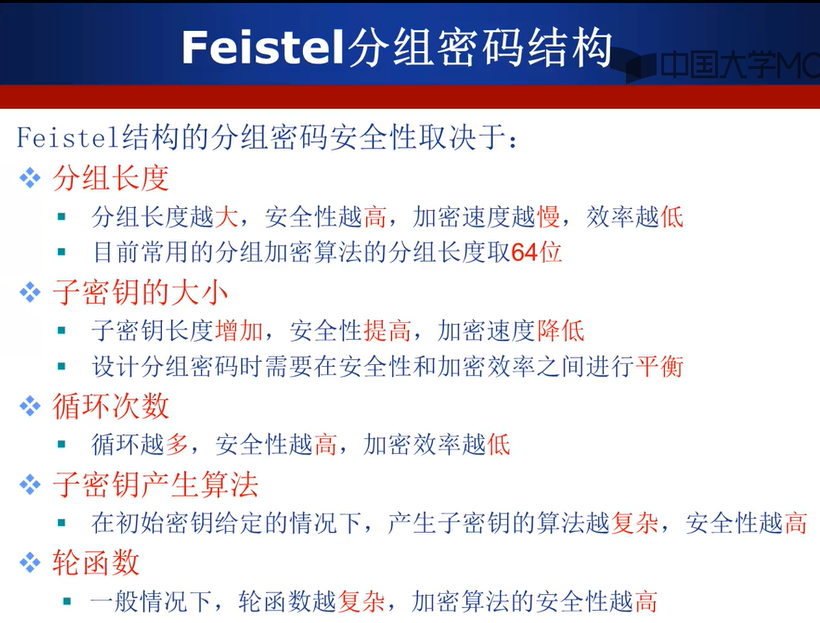 Feistel分组密码结构
中国大学MO
Feistel结构的分组密码安全性取决于:
分组长度
分组长度越大，安全性越高，加密速度越慢，效率越低
目前常用的分组加密算法的分组长度取64位
子密钥的大小
子密钥长度增加，安全性提高，加密速度降低
设计分组密码时需要在安全性和加密效率之间进行平衡
循环次数
循环越多，安全性越高，加密效率越低
子密钥产生算法
在初始密钥给定的情况下，产生子密钥的算法越复杂，安全性越高
轮函数
一般情况下，轮函数越复杂，加密算法的安全性越高